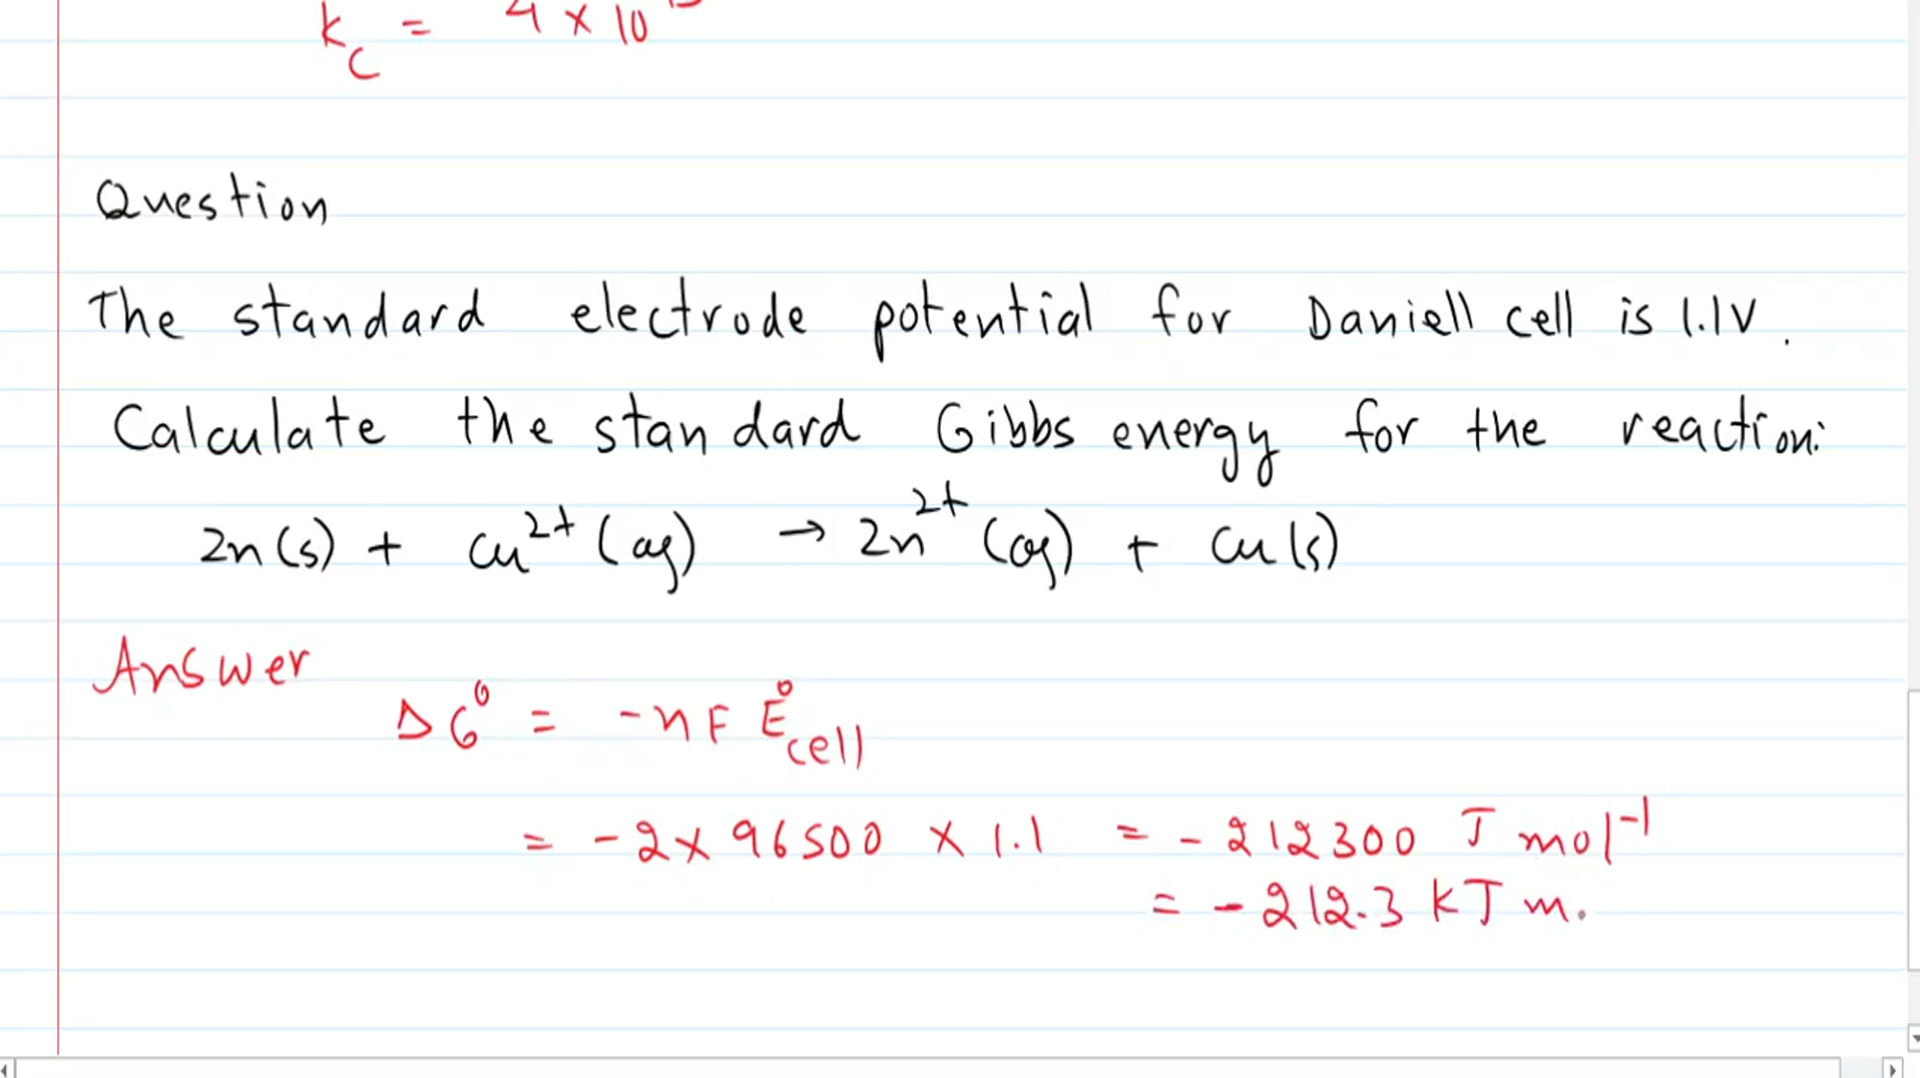 Kc = 4 × 10
Question
The standard electrode potential for Daniell cell is 1.1V.
Calculate the standard Gibbs energy for the reaction:
Zn(s) + Cu²⁺(aq) → Zn²⁺(aq) + Cu(s)
Answer
ΔG⁰ = -nFE⁰cell
= -2 × 96500 × 1.1 = -212300 J mol⁻¹
= -212.3 kJ m